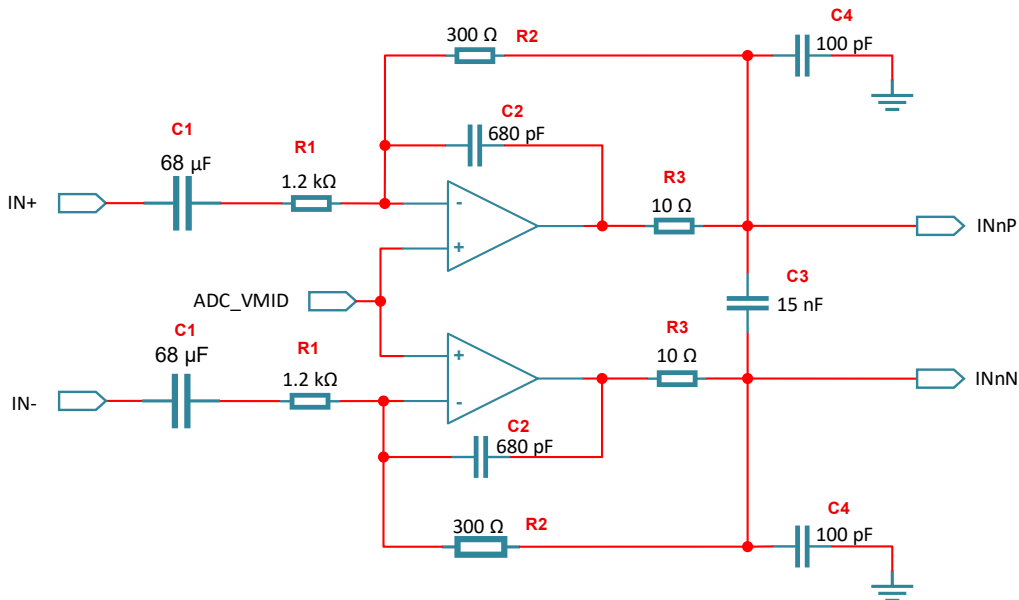 C4
300 Ω
R2
100 pF
C2
680 pF
C1
68 µF
R1
1.2 kΩ
R3
10 Ω
IN+
-
+
INnP
C3
15 nF
ADC_VMID
C1
68 µF
R1
1.2 kΩ
R3
10 Ω
+
-
IN-
INnN
C2
680 pF
C4
300 Ω
R2
100 pF